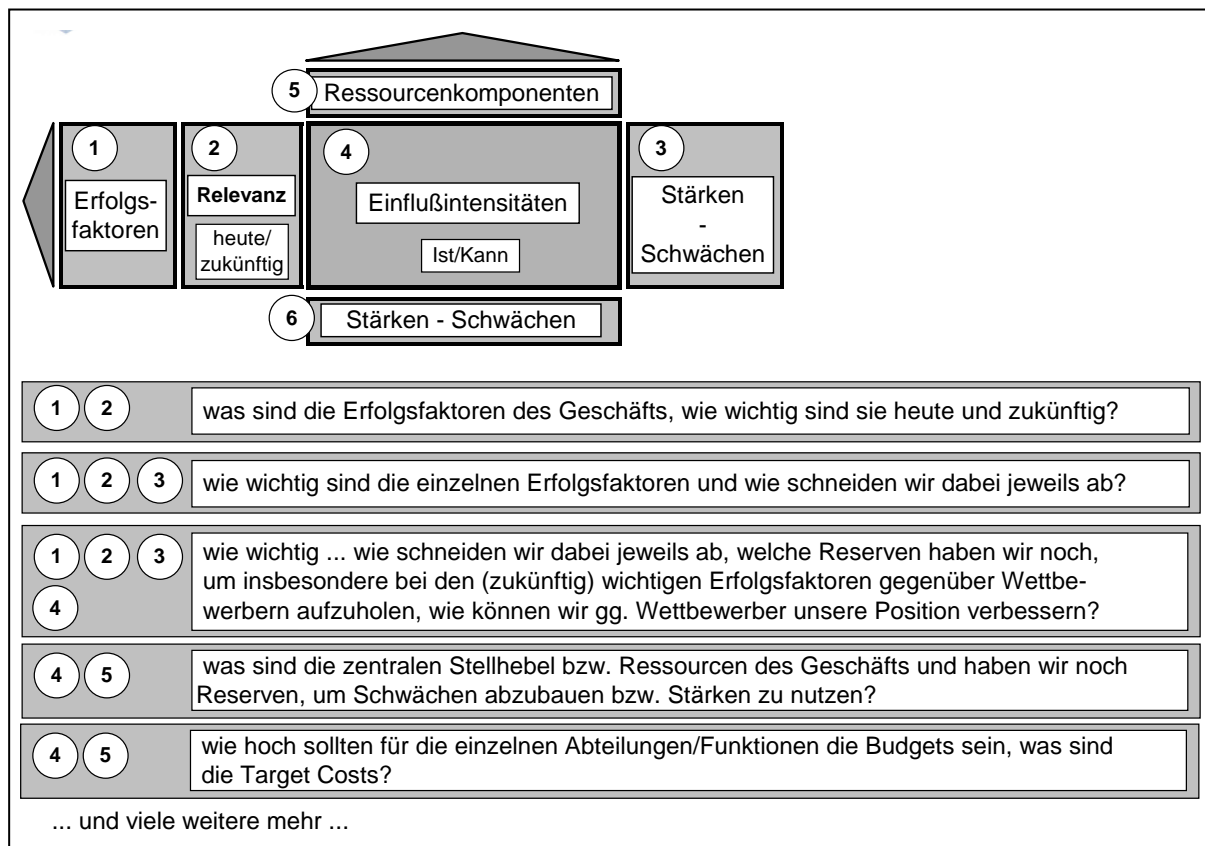 5 Ressourcenkomponenten
1 2 4 3
Erfolgs-
faktoren
Relevanz
heute/
zukünftig
Einflußintensitäten
Ist/Kann
Stärken
-
Schwächen
6 Stärken - Schwächen
1 2 was sind die Erfolgsfaktoren des Geschäfts, wie wichtig sind sie heute und zukünftig?
1 2 3 wie wichtig sind die einzelnen Erfolgsfaktoren und wie schneiden wir dabei jeweils ab?
1 2 3 wie wichtig ... wie schneiden wir dabei jeweils ab, welche Reserven haben wir noch,
um insbesondere bei den (zukünftig) wichtigen Erfolgsfaktoren gegenüber Wettbe-
4 werbern aufzuholen, wie können wir gg. Wettbewerber unsere Position verbessern?
4 5 was sind die zentralen Stellhebel bzw. Ressourcen des Geschäfts und haben wir noch
Reserven, um Schwächen abzubauen bzw. Stärken zu nutzen?
4 5 wie hoch sollten für die einzelnen Abteilungen/Funktionen die Budgets sein, was sind
die Target Costs?
... und viele weitere mehr ...